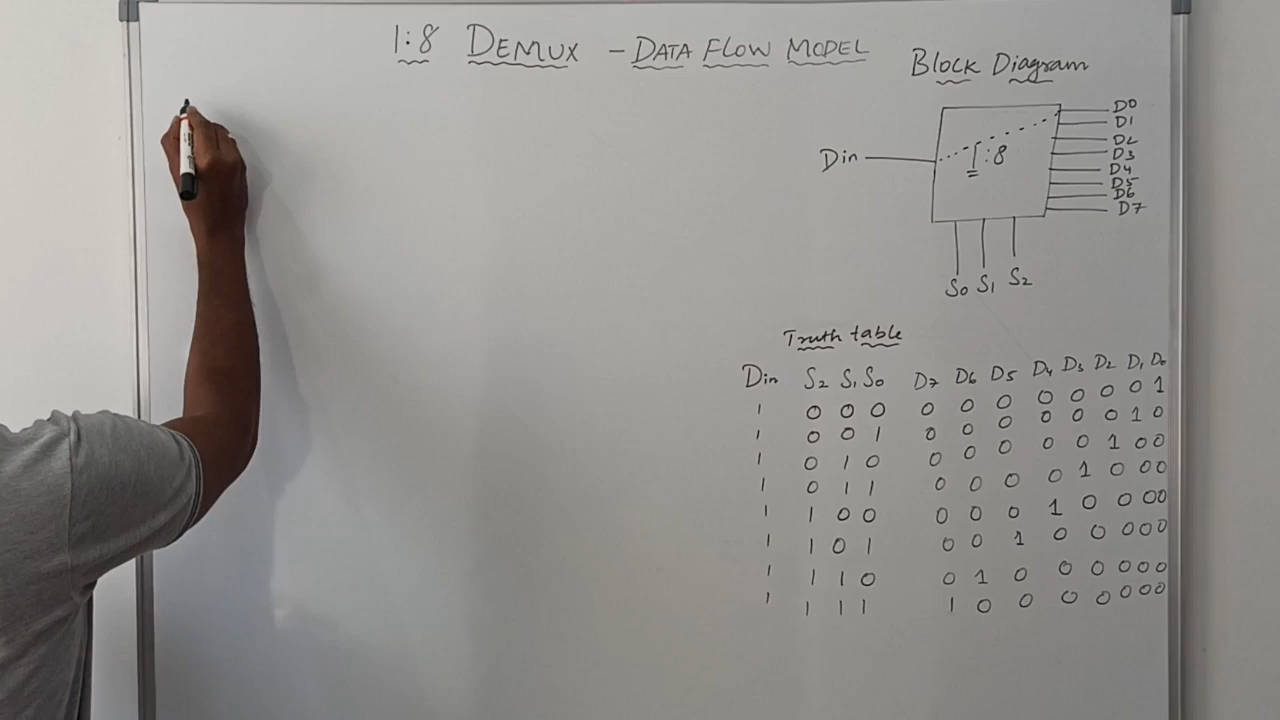 1:8 DEMUX - DATA FLOW MODEL
Block Diagram
D0
D1
D2
Din 1:8 D3
D4
D5
D6
D7
S0 S1 S2
Truth table
Din S2 S1 S0 D7 D6 D5 D4 D3 D2 D1 D0
1 0 0 0 0 0 0 0 0 0 0 1
1 0 0 1 0 0 0 0 0 0 1 0
1 0 1 0 0 0 0 0 0 1 0 0
1 0 1 1 0 0 0 0 1 0 0 0
1 1 0 0 0 0 0 1 0 0 0 0
1 1 0 1 0 0 1 0 0 0 0 0
1 1 1 0 0 1 0 0 0 0 0 0
1 1 1 1 1 0 0 0 0 0 0 0